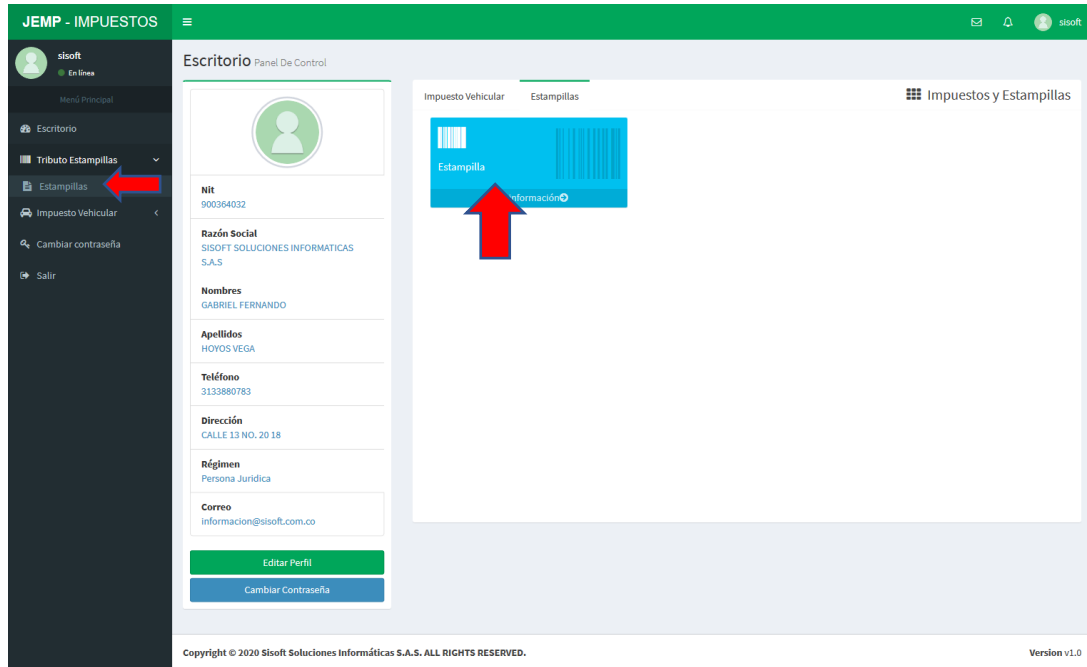 JEMP - IMPUESTOS
sisoft
sisoft
En línea
Menú Principal
Escritorio
Tributo Estampillas
Estampillas
Impuesto Vehicular
Cambiar contraseña
Salir
Escritorio Panel De Control
Nit
900364032
Razón Social
SISOFT SOLUCIONES INFORMATICAS
S.A.S
Nombres
GABRIEL FERNANDO
Apellidos
HOYOS VEGA
Teléfono
3133880783
Dirección
CALLE 13 NO. 20 18
Régimen
Persona Juridica
Correo
informacion@sisoft.com.co
Editar Perfil
Cambiar Contraseña
Impuesto Vehicular Estampillas
Impuestos y Estampillas
Estampilla
Información
Copyright © 2020 Sisoft Soluciones Informáticas S.A.S. ALL RIGHTS RESERVED.
Version v1.0